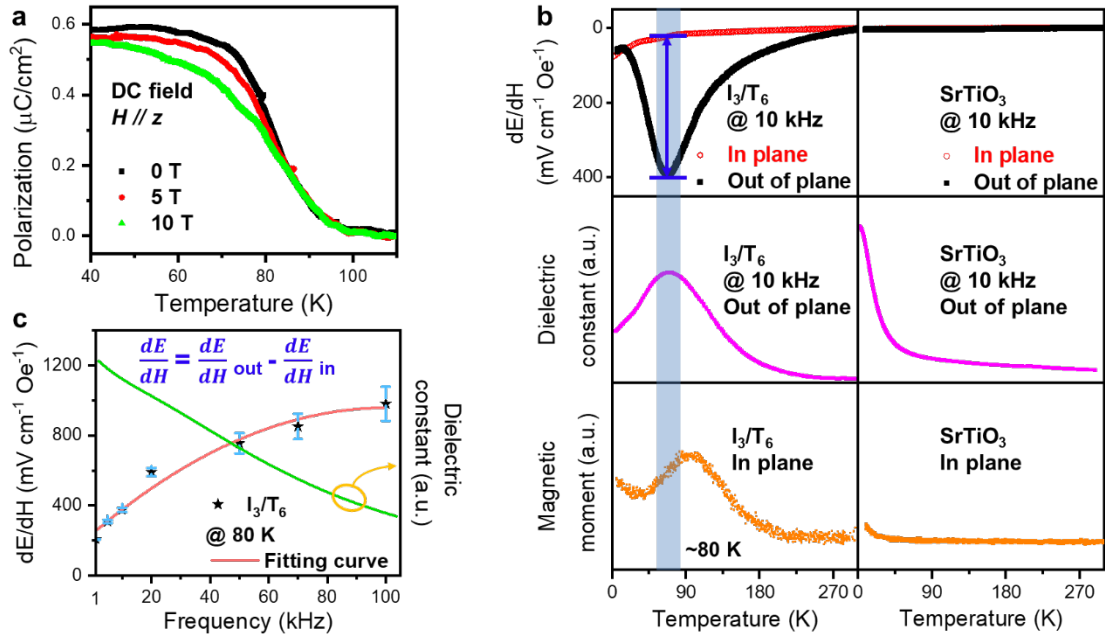 a
Polarization (μC/cm²)
0.6
0.4
0.2
0.0
DC field
H // z
0 T
5 T
10 T
40
60
80
100
Temperature (K)
b
dE/dH
(mV cm⁻¹ Oe⁻¹)
0
200
400
I₃/T₆
@ 10 kHz
In plane
Out of plane
SrTiO₃
@ 10 kHz
In plane
Out of plane
Dielectric
constant (a.u.)
I₃/T₆
@ 10 kHz
Out of plane
SrTiO₃
@ 10 kHz
Out of plane
Magnetic
moment (a.u.)
I₃/T₆
In plane
~80 K
SrTiO₃
In plane
0
90
180
270
90
180
270
Temperature (K)
Temperature (K)
c
dE/dH (mV cm⁻¹ Oe⁻¹)
1200
800
400
0
dE/dH = dE/dH out - dE/dH in
I₃/T₆
@ 80 K
Fitting curve
Dielectric
constant (a.u.)
1
20
40
60
80
100
Frequency (kHz)